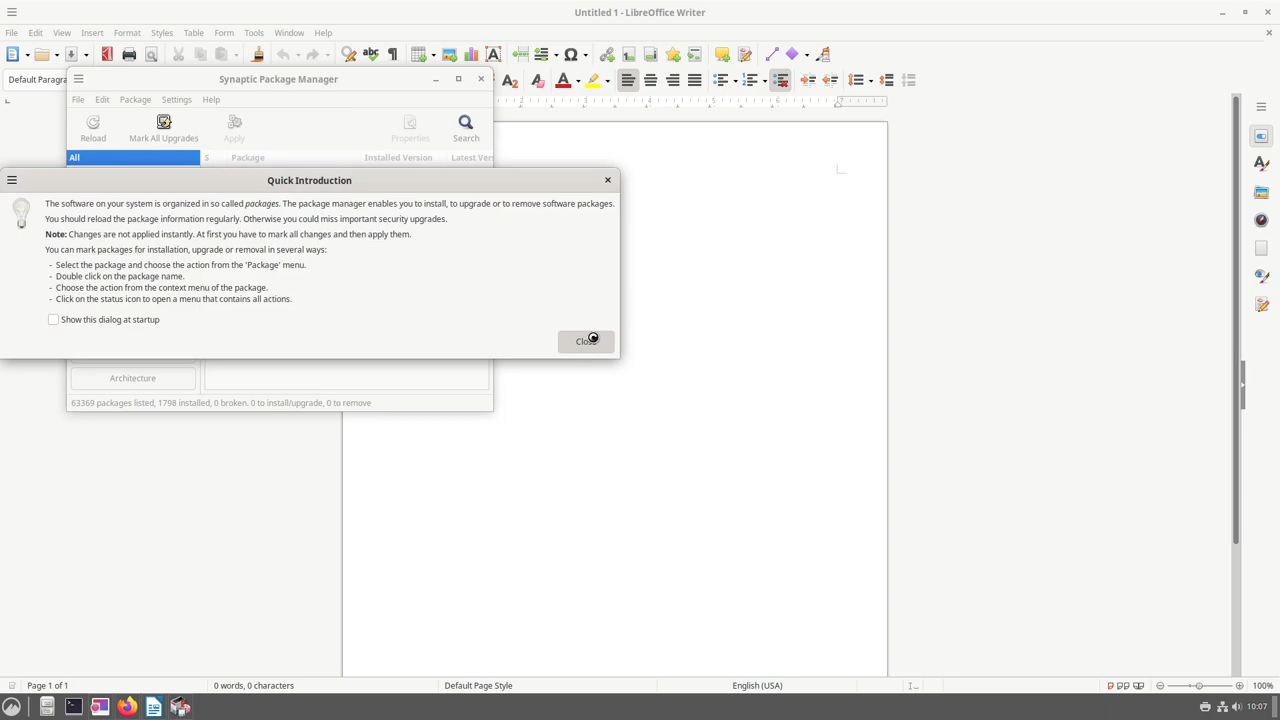 Untitled 1 - LibreOffice Writer
File Edit View Insert Format Styles Table Form Tools Window Help
Default Paragra
Synaptic Package Manager
File Edit Package Settings Help
Reload Mark All Upgrades Apply Properties Search
All S Package Installed Version Latest Ver
Quick Introduction
The software on your system is organized in so called packages. The package manager enables you to install, to upgrade or to remove software packages.
You should reload the package information regularly. Otherwise you could miss important security upgrades.
Note: Changes are not applied instantly. At first you have to mark all changes and then apply them.
You can mark packages for installation, upgrade or removal in several ways:
- Select the package and choose the action from the 'Package' menu.
- Double click on the package name.
- Choose the action from the context menu of the package.
- Click on the status icon to open a menu that contains all actions.
Show this dialog at startup
Close
Architecture
63369 packages listed, 1798 installed, 0 broken. 0 to install/upgrade, 0 to remove
Page 1 of 1 0 words, 0 characters Default Page Style English (USA) 100%
10:07